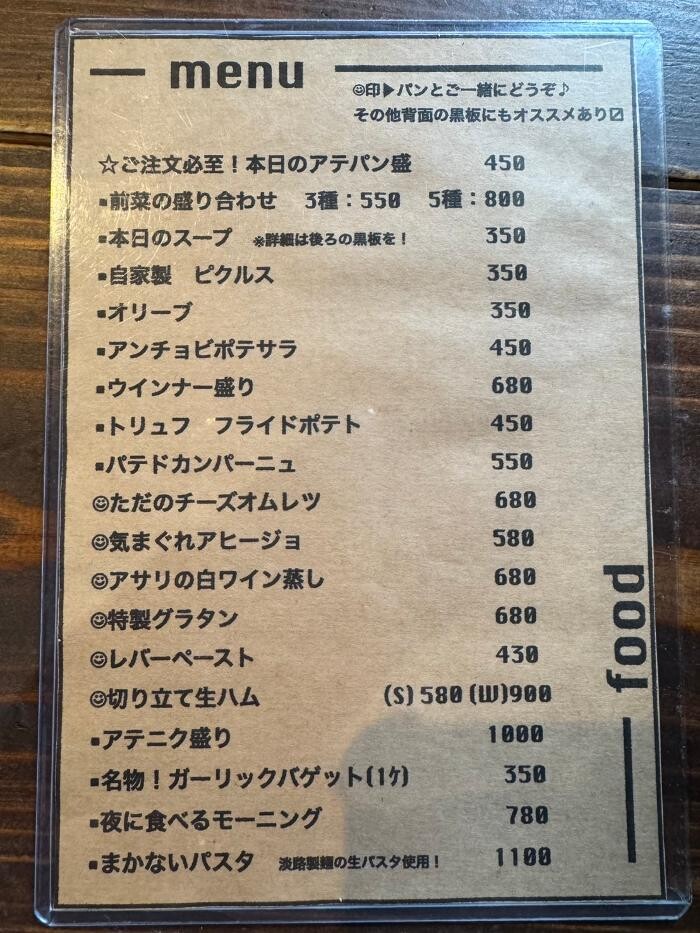 menu
☺印▶パンとご一緒にどうぞ♪
その他背面の黒板にもオススメあり☑
☆ご注文必至！本日のアテパン盛 450
▪前菜の盛り合わせ 3種：550 5種：800
▪本日のスープ ※詳細は後ろの黒板を！ 350
▪自家製 ピクルス 350
▪オリーブ 350
▪アンチョビポテサラ 450
▪ウインナー盛り 680
▪トリュフ フライドポテト 450
▪パテドカンパーニュ 550
☺ただのチーズオムレツ 680
☺気まぐれアヒージョ 580
☺アサリの白ワイン蒸し 680
☺特製グラタン 680
☺レバーペースト 430
☺切り立て生ハム (S) 580 (W)900
▪アテニク盛り 1000
▪名物！ガーリックバゲット(1ケ) 350
▪夜に食べるモーニング 780
▪まかないパスタ 淡路製麺の生パスタ使用！ 1100
food